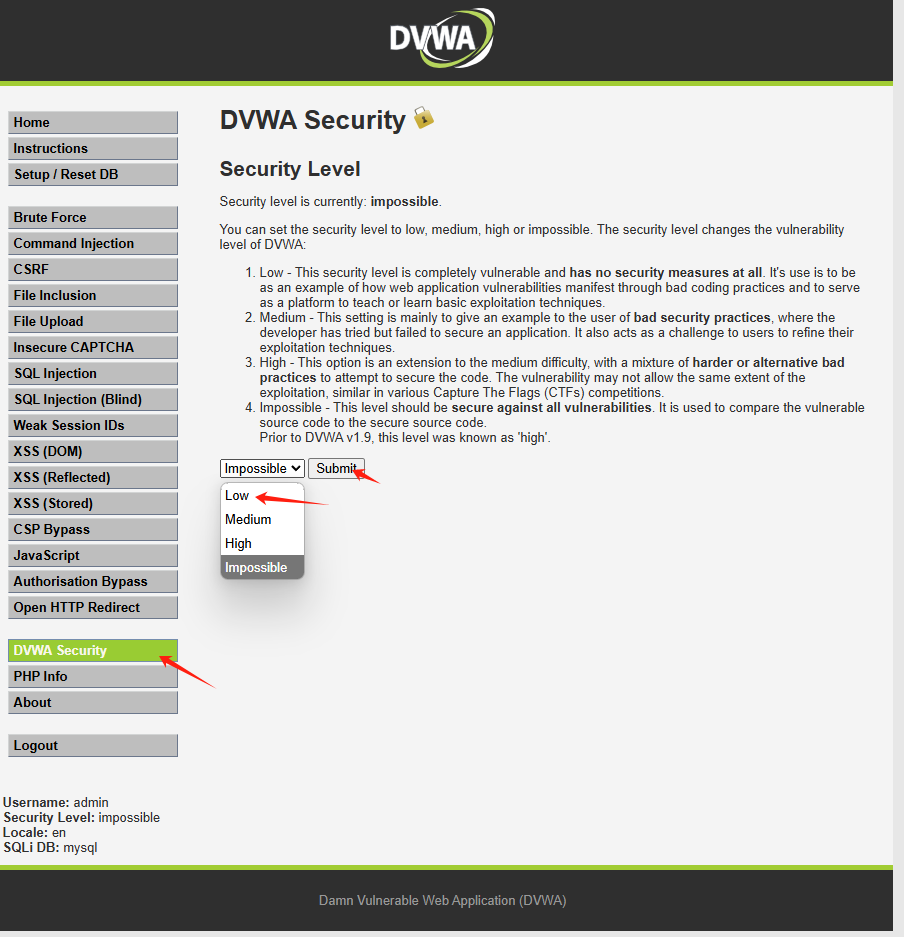 DVWA
Home
Instructions
Setup / Reset DB
Brute Force
Command Injection
CSRF
File Inclusion
File Upload
Insecure CAPTCHA
SQL Injection
SQL Injection (Blind)
Weak Session IDs
XSS (DOM)
XSS (Reflected)
XSS (Stored)
CSP Bypass
JavaScript
Authorisation Bypass
Open HTTP Redirect
DVWA Security
PHP Info
About
Logout
Username: admin
Security Level: impossible
Locale: en
SQLi DB: mysql
DVWA Security
Security Level
Security level is currently: impossible.
You can set the security level to low, medium, high or impossible. The security level changes the vulnerability
level of DVWA:
1. Low - This security level is completely vulnerable and has no security measures at all. It's use is to be
as an example of how web application vulnerabilities manifest through bad coding practices and to serve
as a platform to teach or learn basic exploitation techniques.
2. Medium - This setting is mainly to give an example to the user of bad security practices, where the
developer has tried but failed to secure an application. It also acts as a challenge to users to refine their
exploitation techniques.
3. High - This option is an extension to the medium difficulty, with a mixture of harder or alternative bad
practices to attempt to secure the code. The vulnerability may not allow the same extent of the
exploitation, similar in various Capture The Flags (CTFs) competitions.
4. Impossible - This level should be secure against all vulnerabilities. It is used to compare the vulnerable
source code to the secure source code.
Prior to DVWA v1.9, this level was known as 'high'.
Impossible Submit
Low
Medium
High
Impossible
Damn Vulnerable Web Application (DVWA)